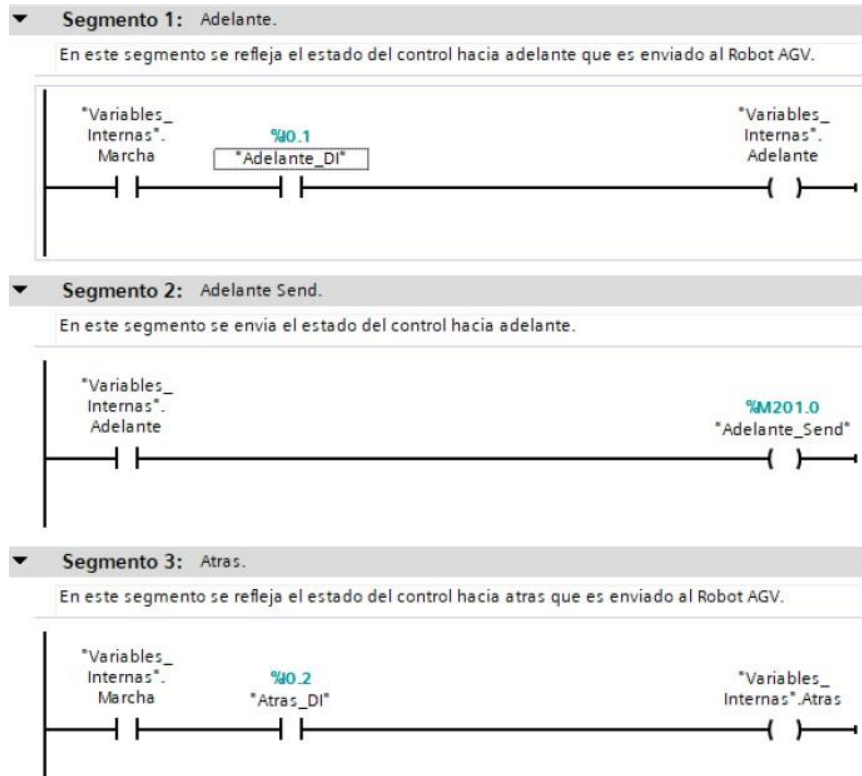 Segmento 1: Adelante.
En este segmento se refleja el estado del control hacia adelante que es enviado al Robot AGV.
"Variables_
Internas".
Marcha
%I0.1
"Adelante_DI"
"Variables_
Internas".
Adelante
Segmento 2: Adelante Send.
En este segmento se envia el estado del control hacia adelante.
"Variables_
Internas".
Adelante
%M201.0
"Adelante_Send"
Segmento 3: Atras.
En este segmento se refleja el estado del control hacia atras que es enviado al Robot AGV.
"Variables_
Internas".
Marcha
%I0.2
"Atras_DI"
"Variables_
Internas".Atras